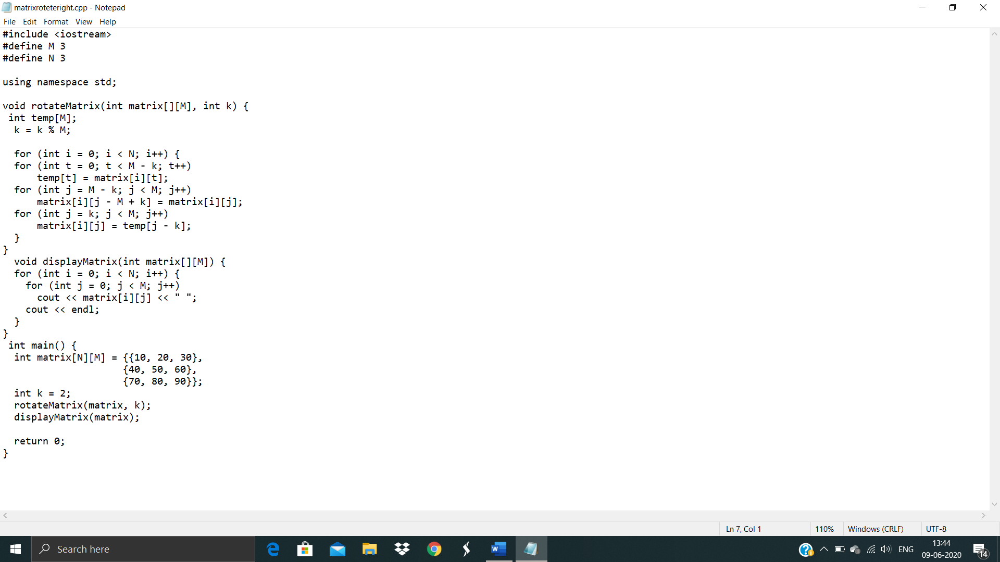 matrixroteteright.cpp - Notepad
File Edit Format View Help
#include <iostream>
#define M 3
#define N 3

using namespace std;

void rotateMatrix(int matrix[][M], int k) {
 int temp[M];
  k = k % M;

  for (int i = 0; i < N; i++) {
  for (int t = 0; t < M - k; t++)
      temp[t] = matrix[i][t];
  for (int j = M - k; j < M; j++)
      matrix[i][j - M + k] = matrix[i][j];
  for (int j = k; j < M; j++)
      matrix[i][j] = temp[j - k];
  }
}
  void displayMatrix(int matrix[][M]) {
  for (int i = 0; i < N; i++) {
    for (int j = 0; j < M; j++)
      cout << matrix[i][j] << " ";
    cout << endl;
  }
}
 int main() {
  int matrix[N][M] = {{10, 20, 30},
                     {40, 50, 60},
                     {70, 80, 90}};
  int k = 2;
  rotateMatrix(matrix, k);
  displayMatrix(matrix);

  return 0;
}
Ln 7, Col 1 110% Windows (CRLF) UTF-8
Search here
ENG
13:44
09-06-2020
14